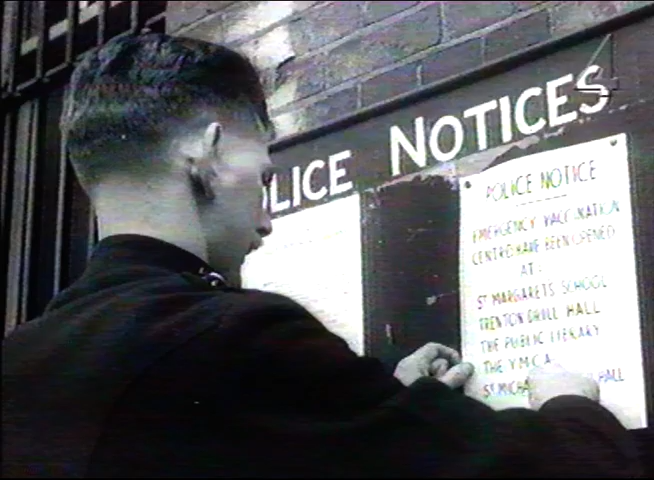 POLICE NOTICES
POLICE NOTICE
EMERGENCY VACCINATION
CENTRES HAVE BEEN OPENED
AT:
ST MARGARETS SCHOOL
TRENTON DRILL HALL
THE PUBLIC LIBRARY
THE Y M C A
HALL